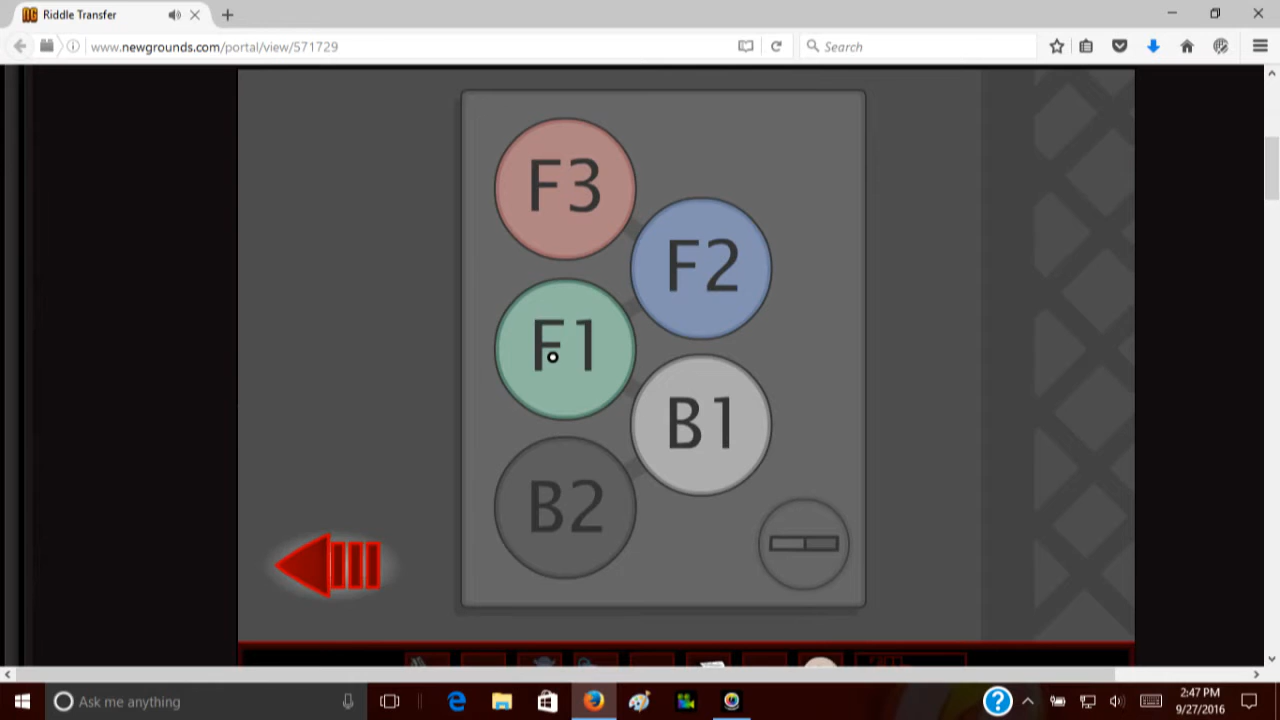 Riddle Transfer
www.newgrounds.com/portal/view/571729
Search
F3
F2
F1
B1
B2
Ask me anything
2:47 PM
9/27/2016